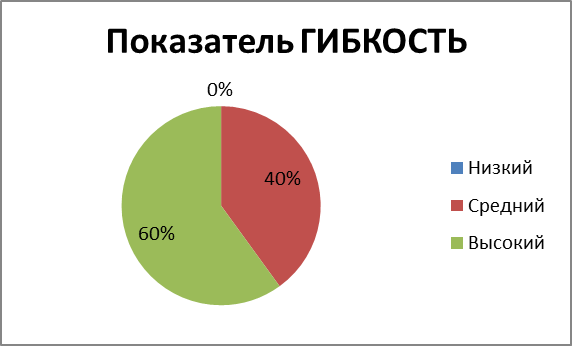 Показатель ГИБКОСТЬ
0%
40%
60%
Низкий
Средний
Высокий